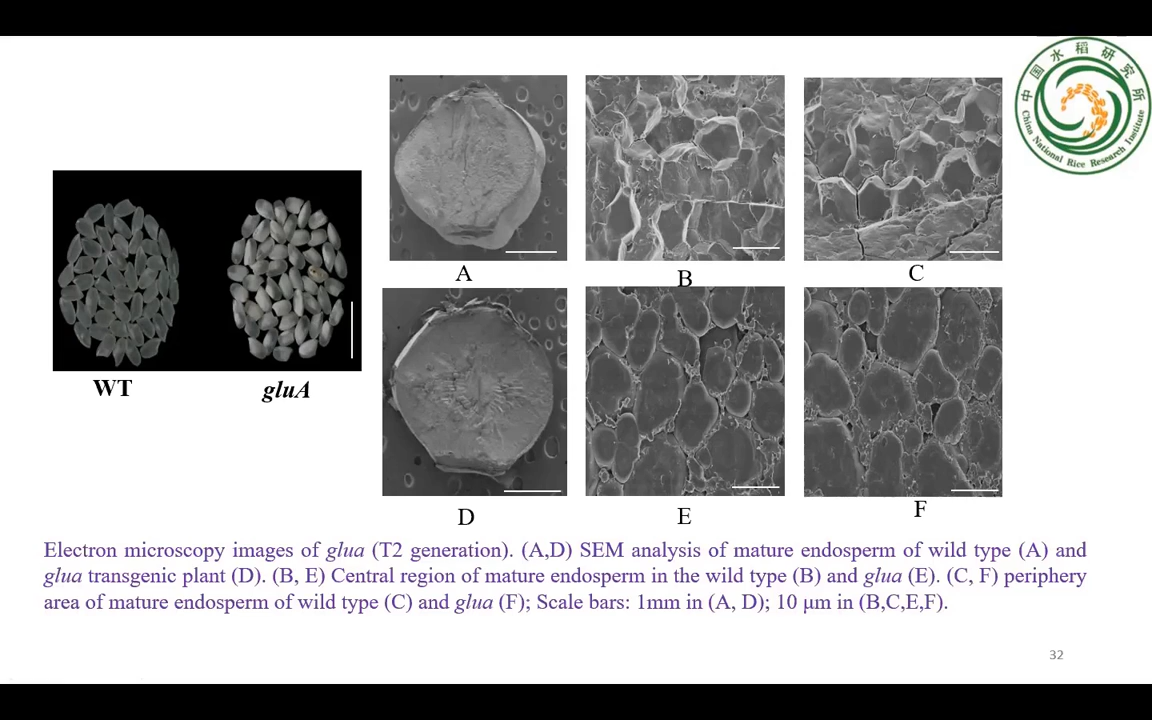 中国水稻研究所
China National Rice Research Institute
A
B
C
WT
gluA
D
E
F
Electron microscopy images of glua (T2 generation). (A,D) SEM analysis of mature endosperm of wild type (A) and
glua transgenic plant (D). (B, E) Central region of mature endosperm in the wild type (B) and glua (E). (C, F) periphery
area of mature endosperm of wild type (C) and glua (F); Scale bars: 1mm in (A, D); 10 μm in (B,C,E,F).
32